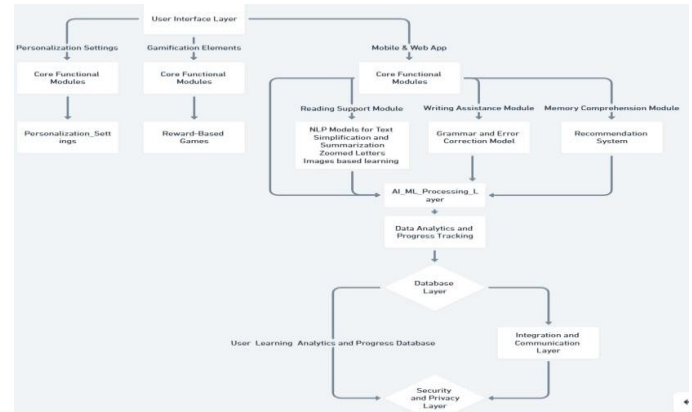 User Interface Layer
Personalization Settings
Gamification Elements
Mobile & Web App
Core Functional
Modules
Core Functional
Modules
Core Functional
Modules
Reading Support Module
Writing Assistance Module
Memory Comprehension Module
Personalization_Sett
ings
Reward-Based
Games
NLP Models for Text
Simplification and
Summarization
Zoomed Letters
Images based learning
Grammar and Error
Correction Model
Recommendation
System
AI_ML_Processing_L
ayer
Data Analytics and
Progress Tracking
Database
Layer
User Learning Analytics and Progress Database
Integration and
Communication
Layer
Security
and Privacy
Layer